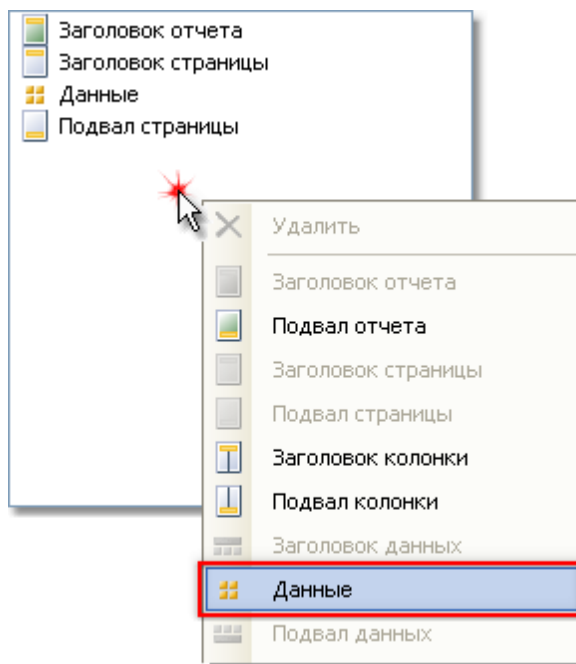 Заголовок отчета
Заголовок страницы
Данные
Подвал страницы
Удалить
Заголовок отчета
Подвал отчета
Заголовок страницы
Подвал страницы
Заголовок колонки
Подвал колонки
Заголовок данных
Данные
Подвал данных